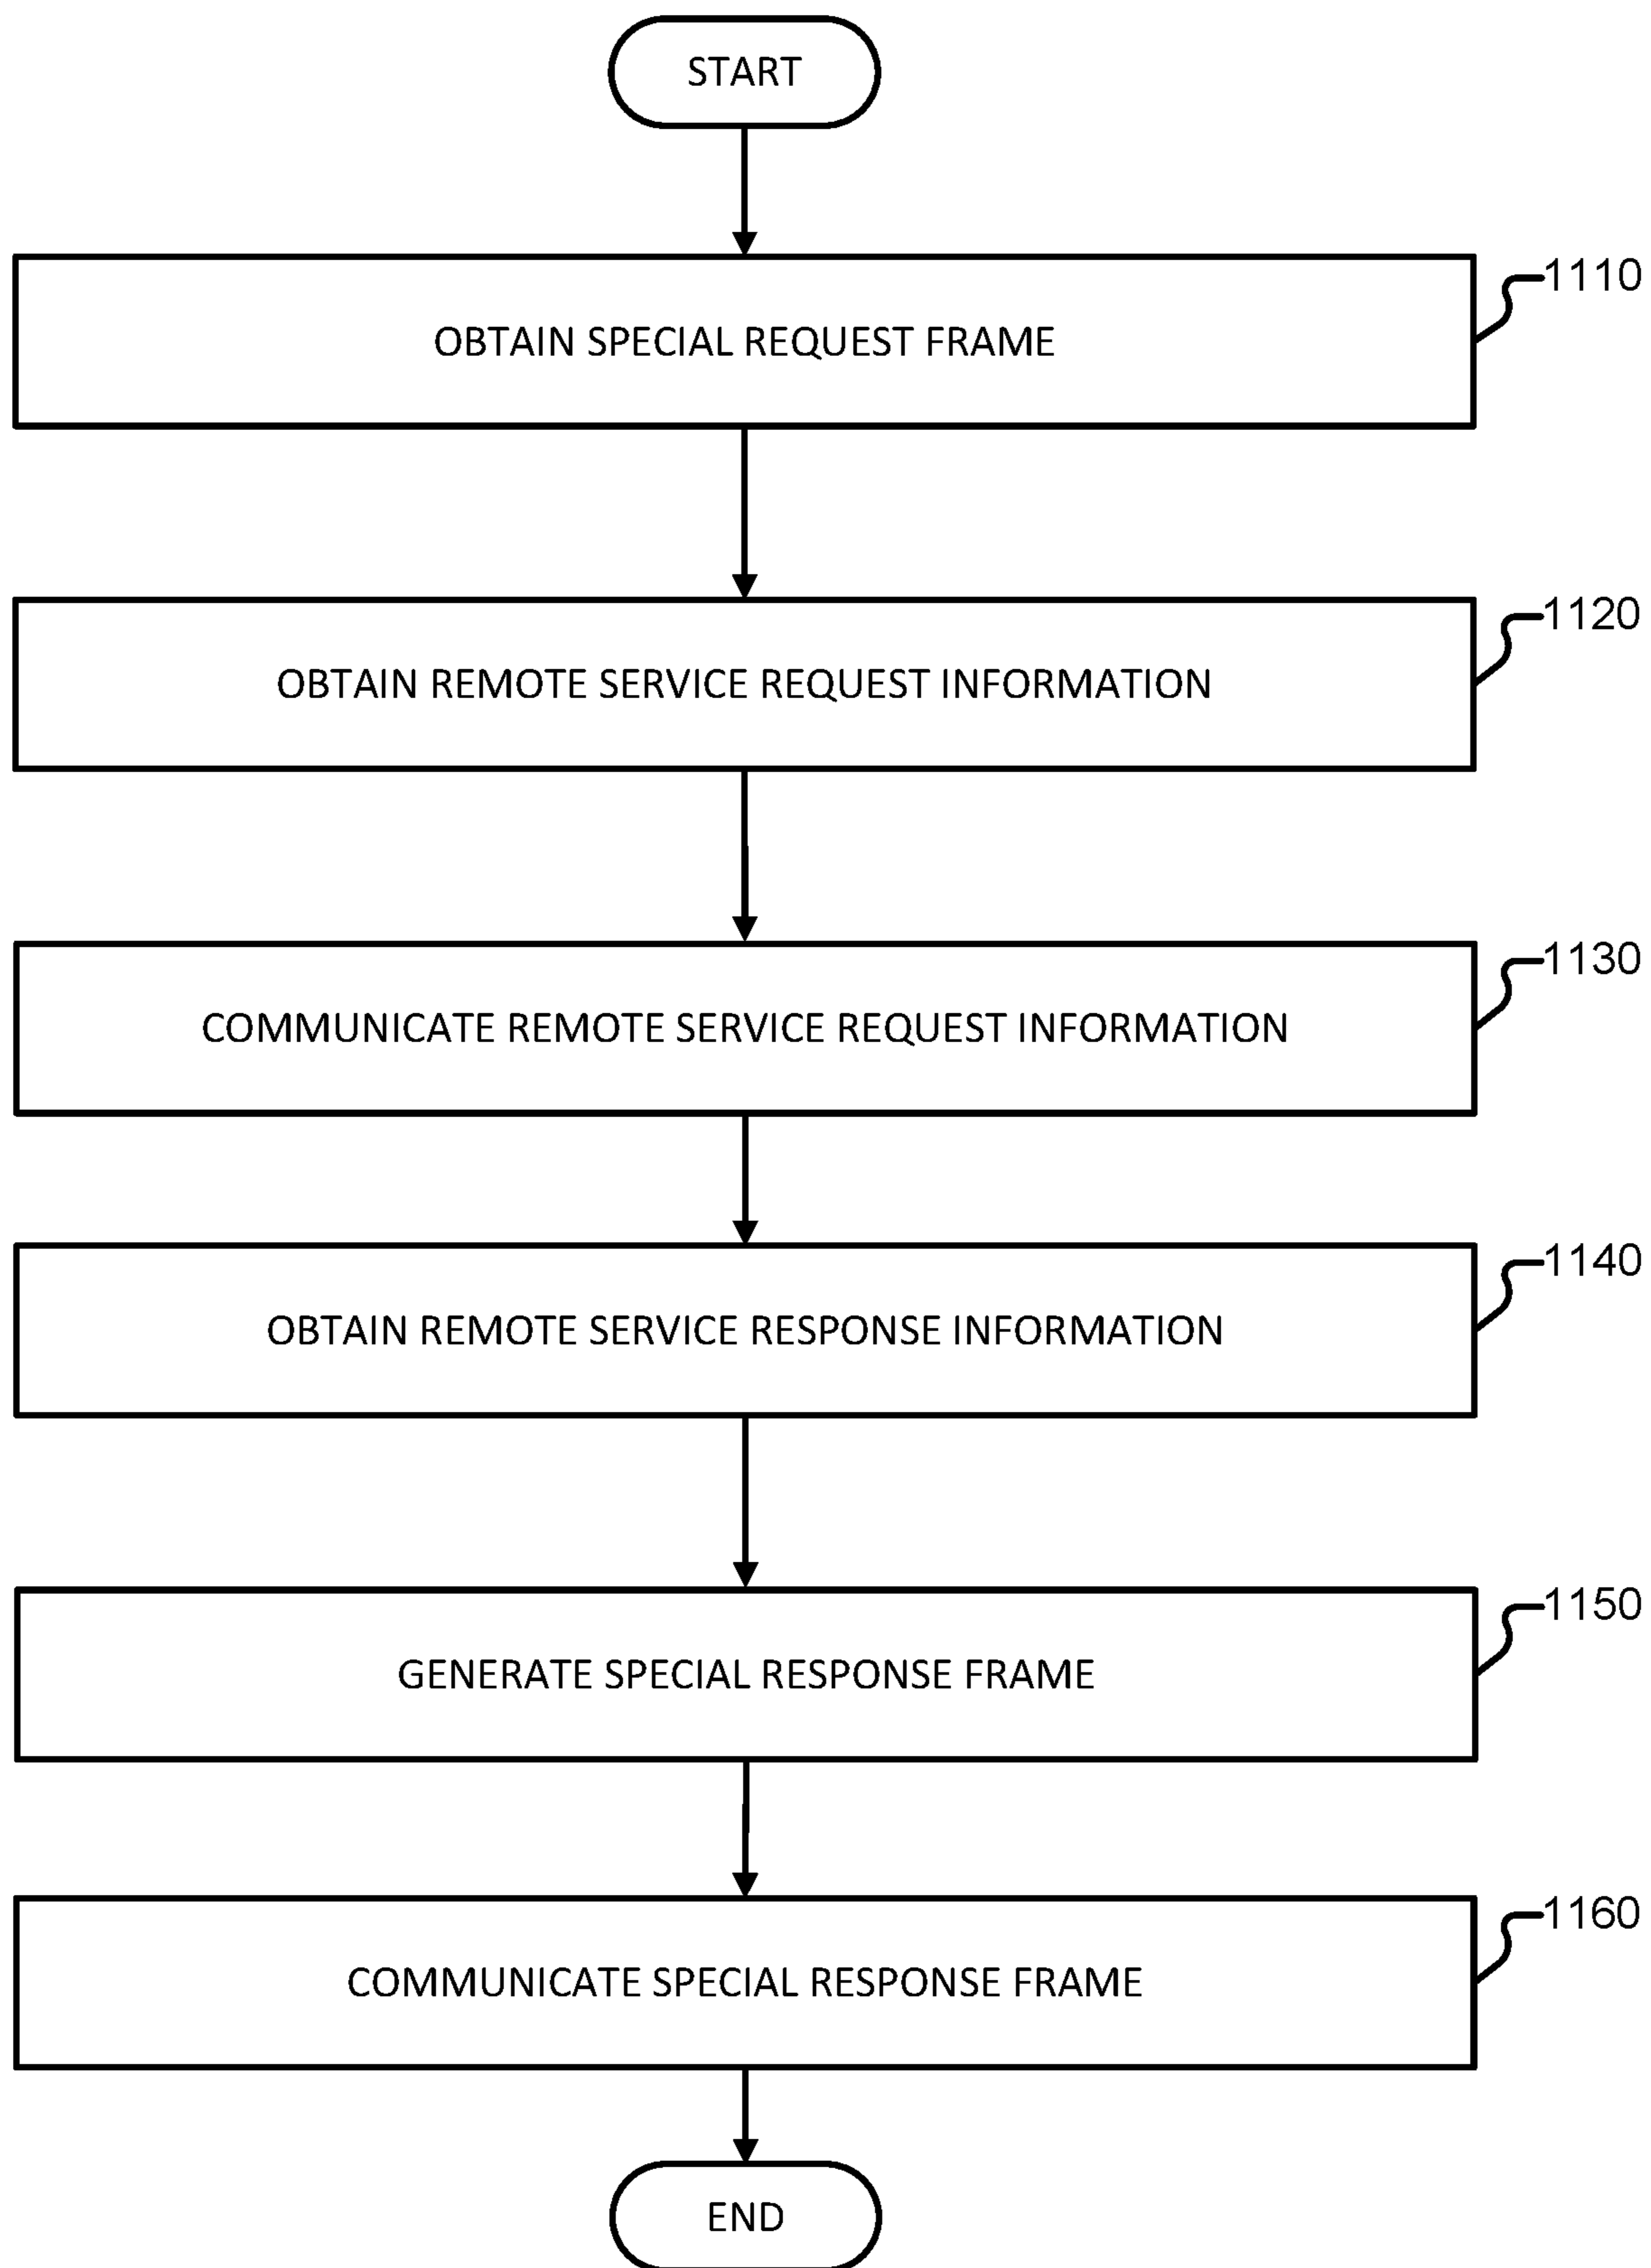 START
1110
OBTAIN SPECIAL REQUEST FRAME
1120
OBTAIN REMOTE SERVICE REQUEST INFORMATION
1130
COMMUNICATE REMOTE SERVICE REQUEST INFORMATION
1140
OBTAIN REMOTE SERVICE RESPONSE INFORMATION
1150
GENERATE SPECIAL RESPONSE FRAME
1160
COMMUNICATE SPECIAL RESPONSE FRAME
END